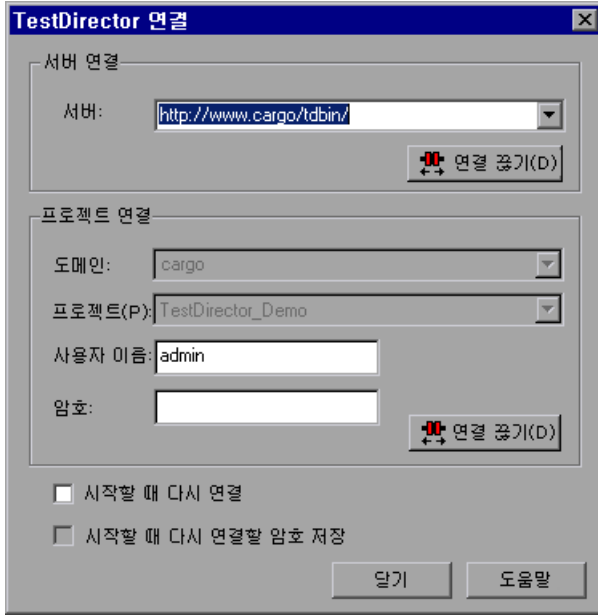 TestDirector 연결
서버 연결
서버: http://www.cargo/tdbin/
연결 끊기(D)
프로젝트 연결
도메인: cargo
프로젝트(P): TestDirector_Demo
사용자 이름: admin
암호:
연결 끊기(D)
시작할 때 다시 연결
시작할 때 다시 연결할 암호 저장
닫기 도움말